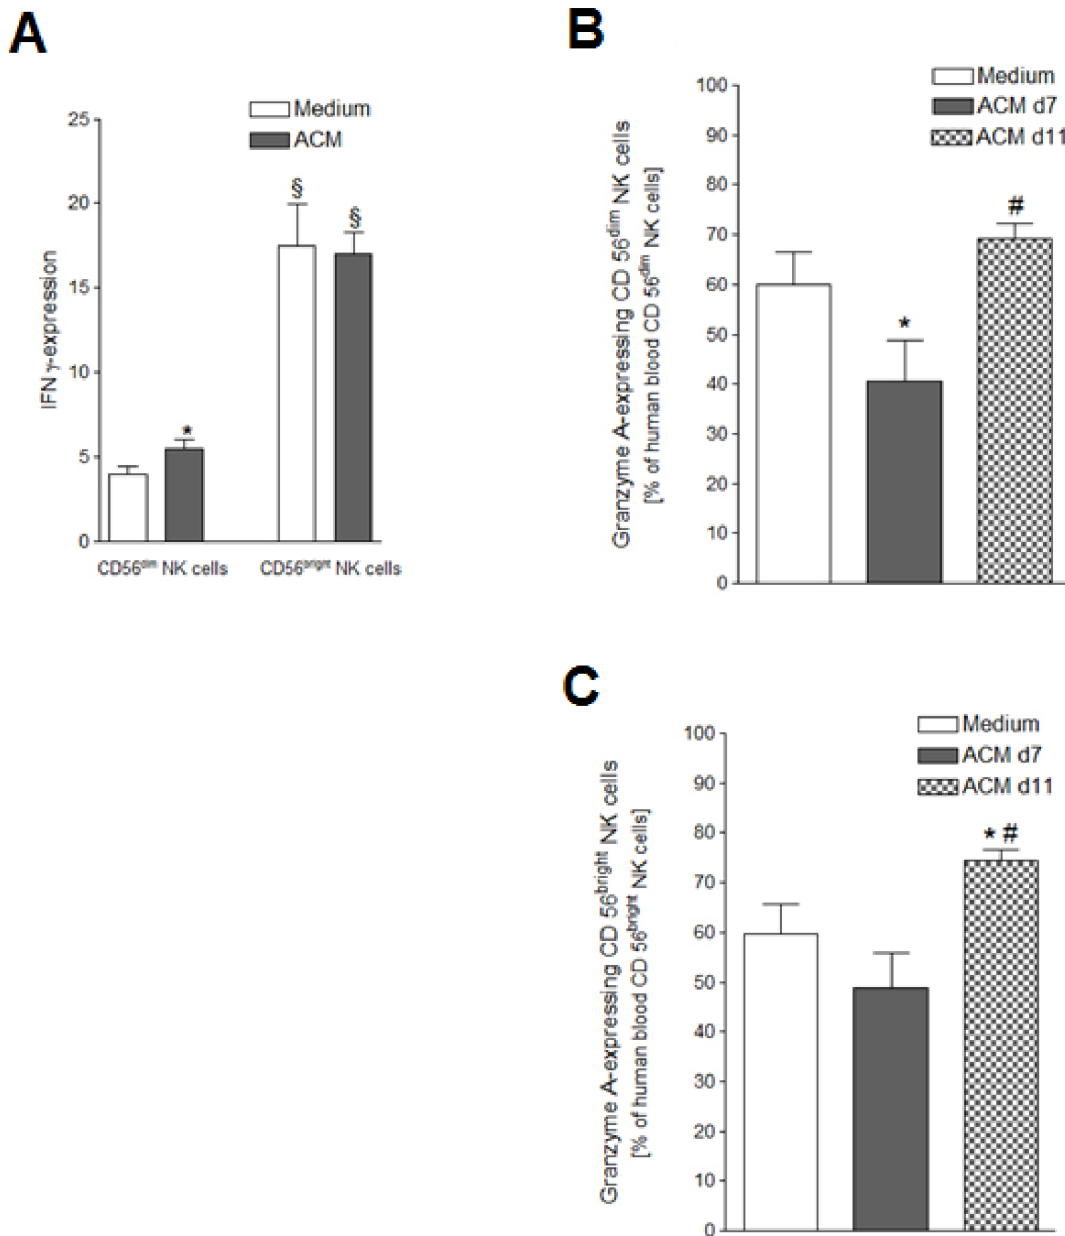 A
Medium
ACM
25
20
15
10
5
0
IFN γ-expression
§
§
*
CD56dim NK cells
CD56bright NK cells
B
Medium
ACM d7
ACM d11
100
90
80
70
60
50
40
30
20
10
0
Granzyme A-expressing CD 56dim NK cells
[% of human blood CD 56dim NK cells]
*
#
C
Medium
ACM d7
ACM d11
100
90
80
70
60
50
40
30
20
10
0
Granzyme A-expressing CD 56bright NK cells
[% of human blood CD 56bright NK cells]
* #